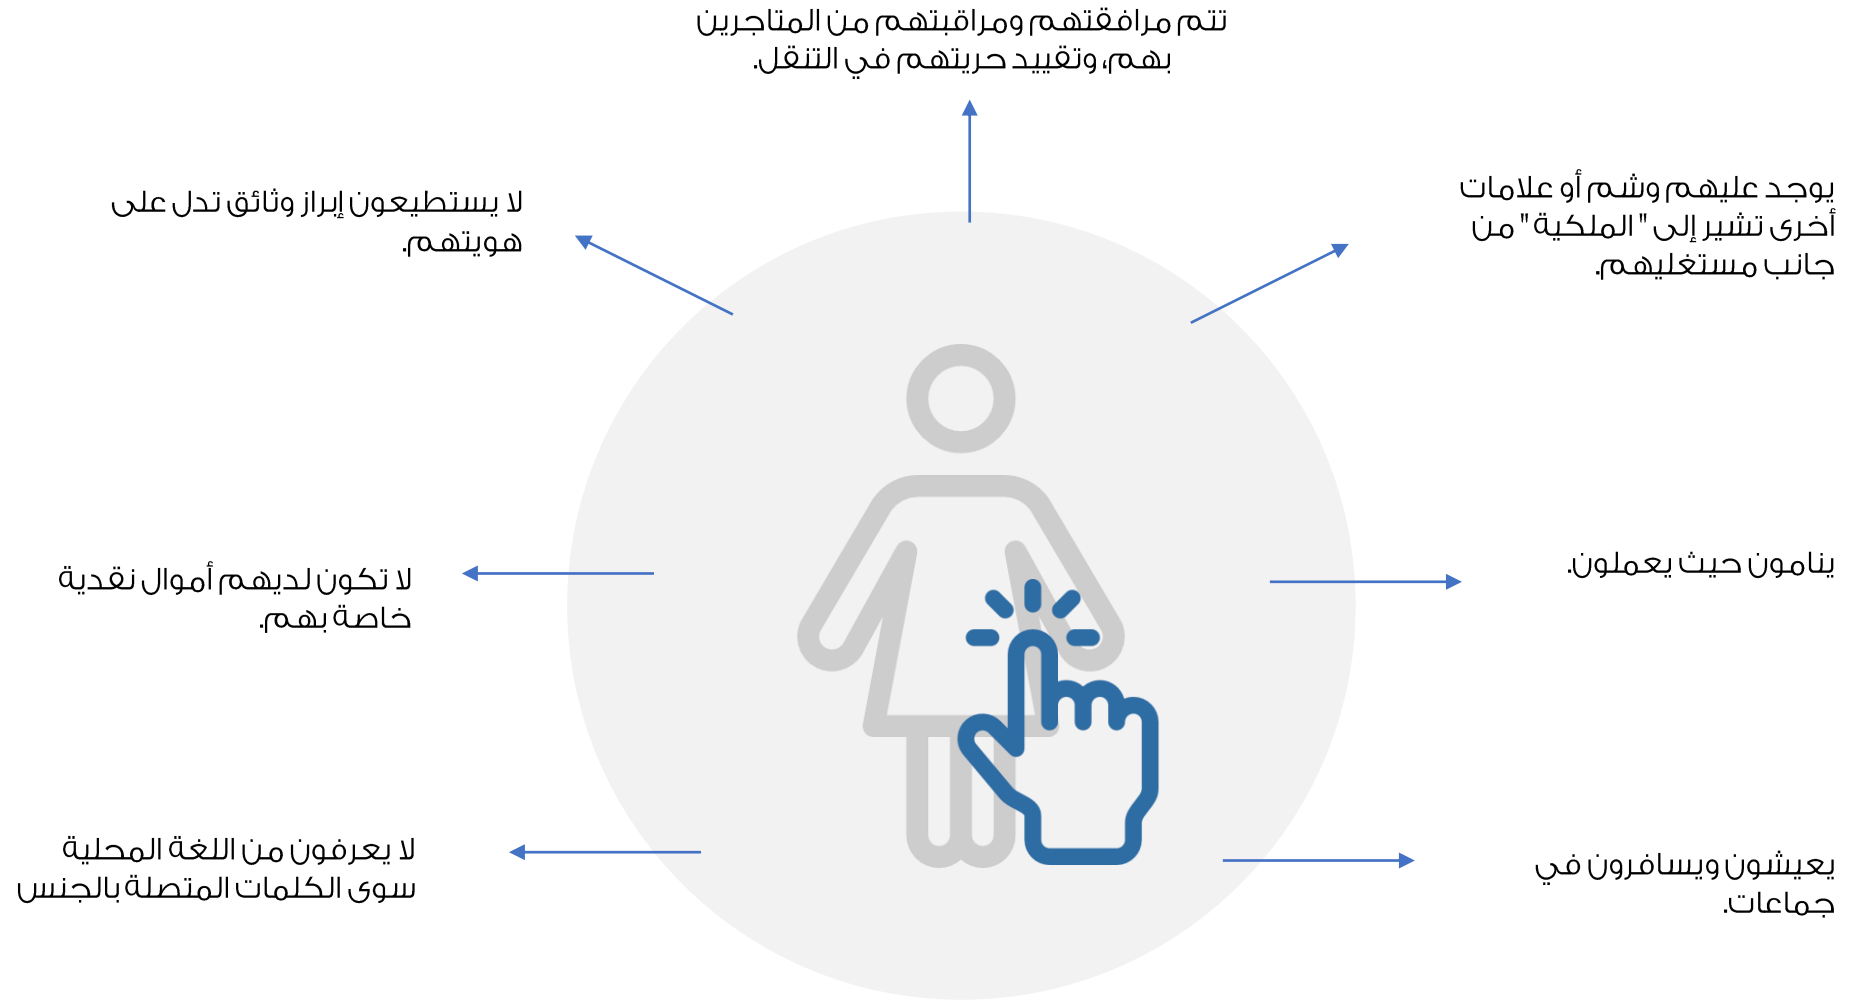 تتم مرافقتهم ومراقبتهم من المتاجرين
بهم، وتقييد حريتهم في التنقل.
يوجد عليهم وشم أو علامات
أخرى تشير إلى " الملكية " من
جانب مستغليهم.
لا يستطيعون إبراز وثائق تدل على
هويتهم.
ينامون حيث يعملون.
لا تكون لديهم أموال نقدية
خاصة بهم.
يعيشون ويسافرون في
جماعات.
لا يعرفون من اللغة المحلية
سوى الكلمات المتصلة بالجنس